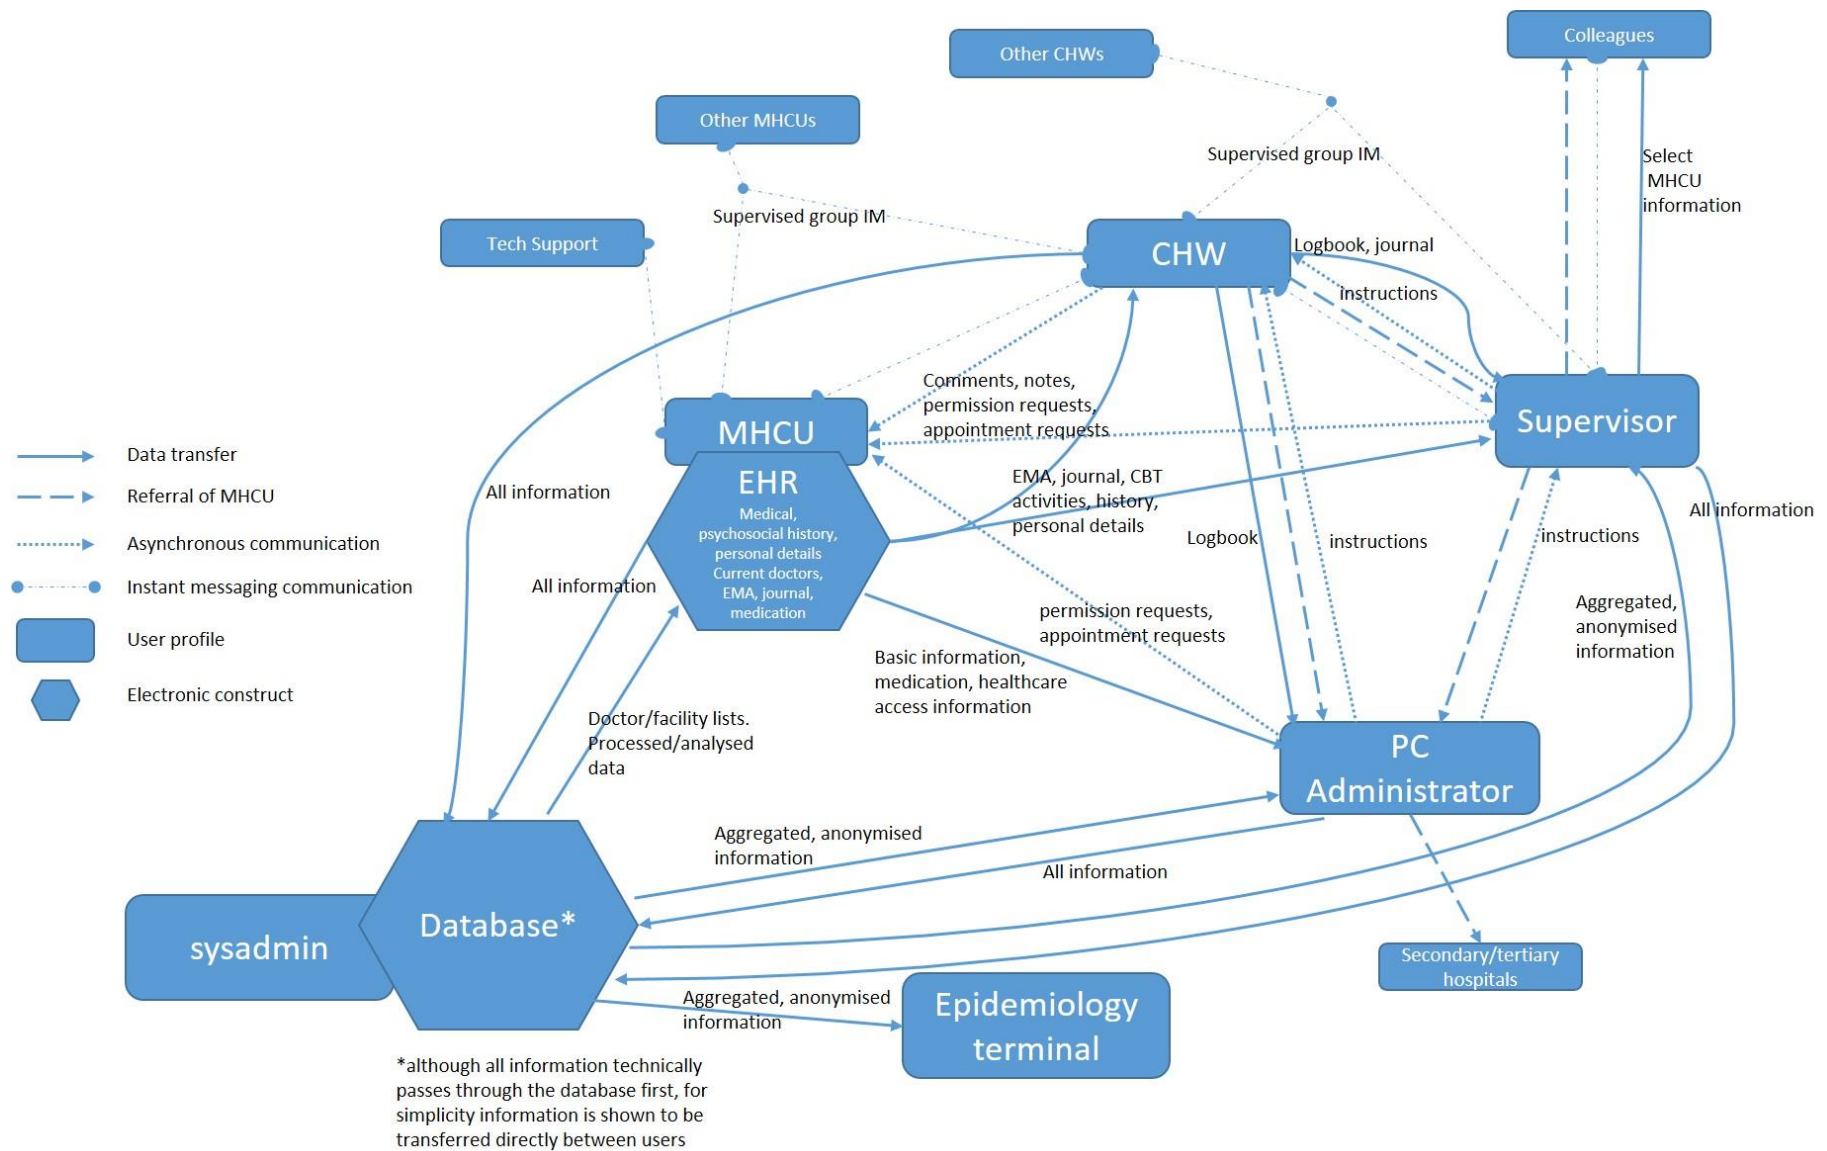 Colleagues
Other CHWs
Other MHCUs
Supervised group IM
Select
MHCU
information
Supervised group IM
Tech Support
CHW
Logbook, journal
instructions
Comments, notes,
permission requests,
appointment requests
MHCU
Supervisor
Data transfer
Referral of MHCU
Asynchronous communication
Instant messaging communication
User profile
Electronic construct
All information
EHR
Medical,
psychosocial history,
personal details
Current doctors,
EMA, journal,
medication
EMA, journal, CBT
activities, history,
personal details
All information
Logbook
instructions
instructions
All information
Aggregated,
anonymised
information
permission requests,
appointment requests
Basic information,
medication, healthcare
access information
Doctor/facility lists.
Processed/analysed
data
PC
Administrator
Aggregated, anonymised
information
All information
sysadmin
Database*
Secondary/tertiary
hospitals
Aggregated, anonymised
information
Epidemiology
terminal
*although all information technically
passes through the database first, for
simplicity information is shown to be
transferred directly between users